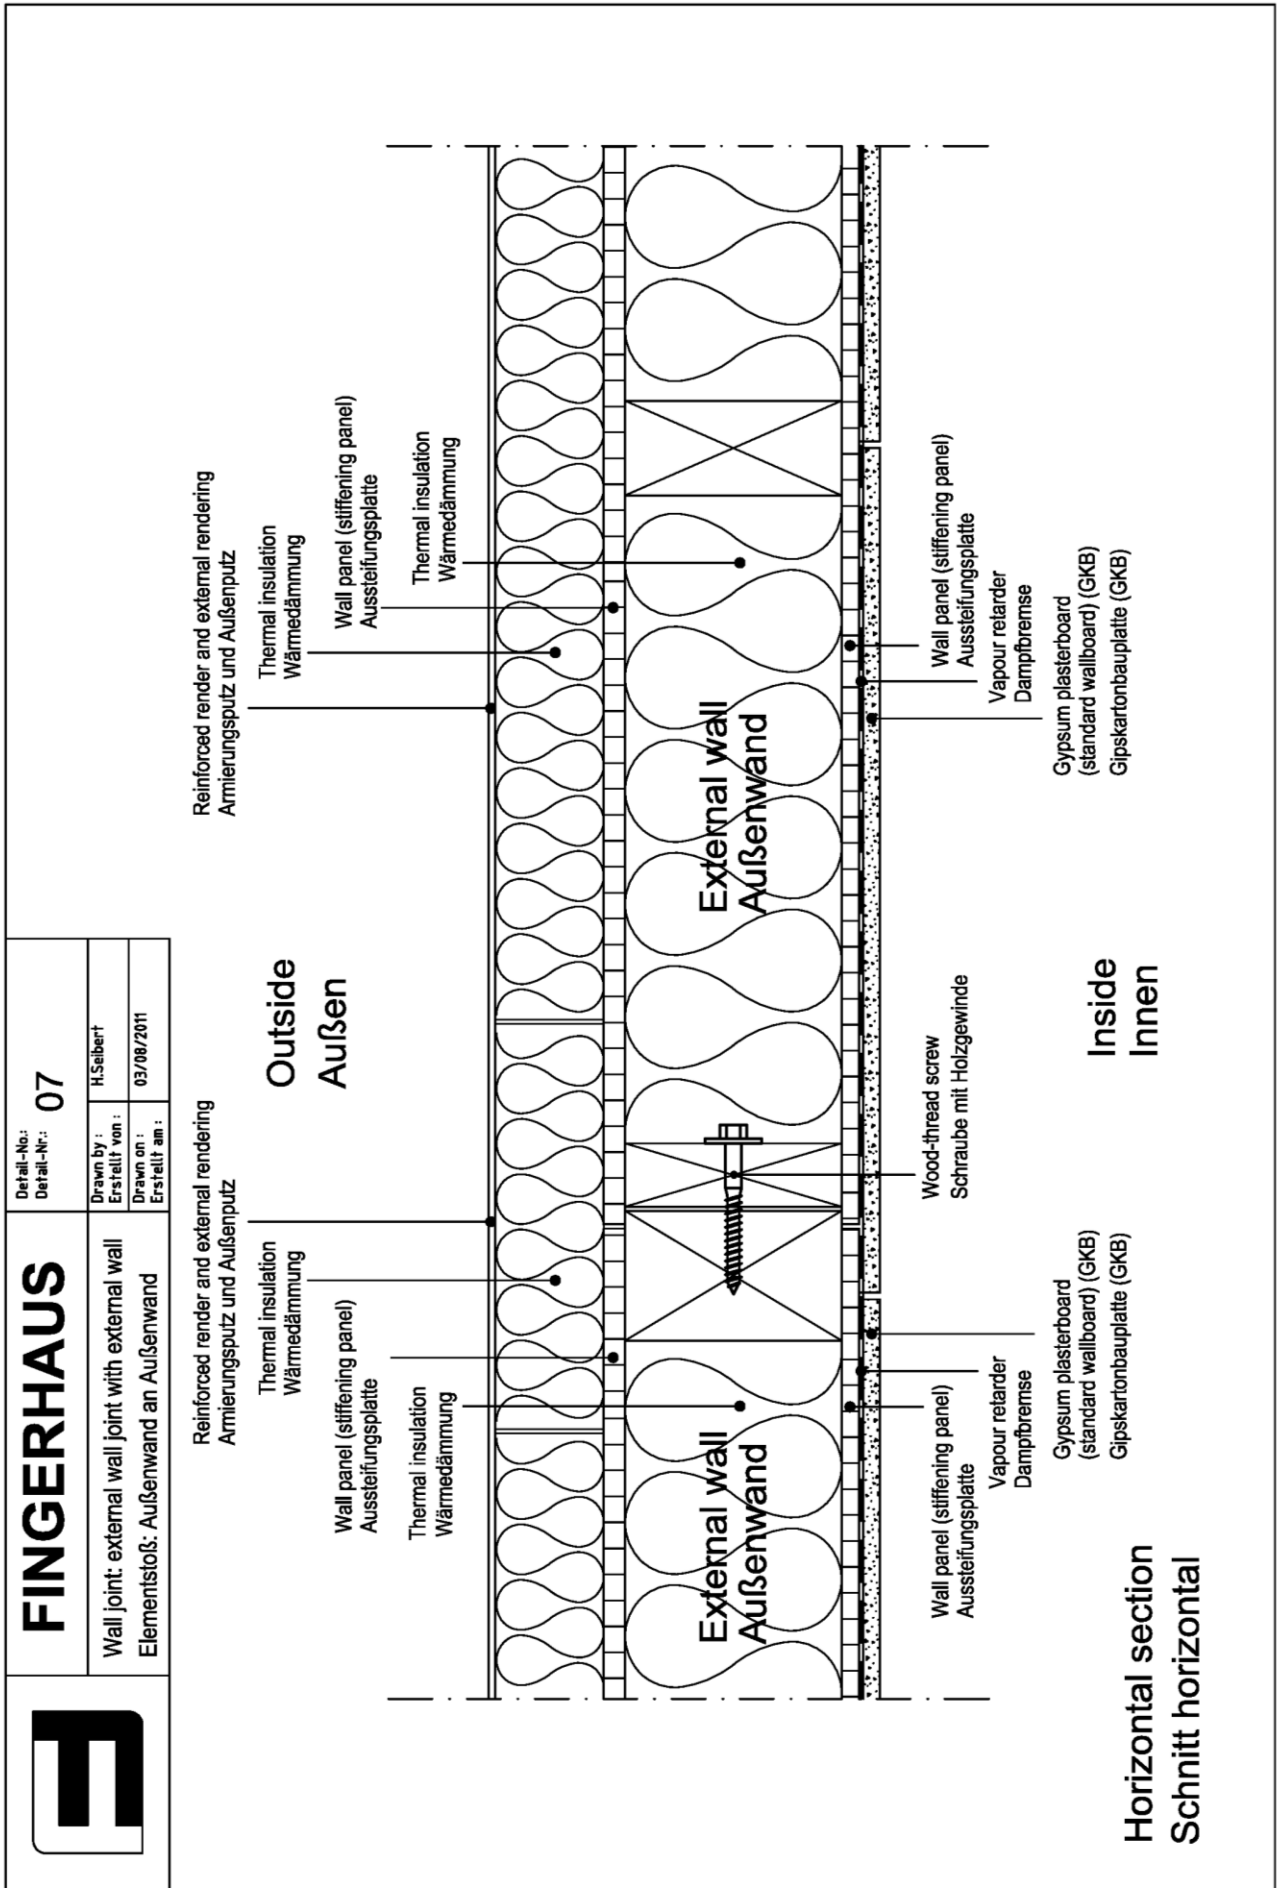 FINGERHAUS
Detail-No.:
Detail-Nr.: 07
Wall joint: external wall joint with external wall
Elementstoß: Außenwand an Außenwand
Drawn by :
Erstellt von :
H.Seibert
Drawn on :
Erstellt am :
03/08/2011
Reinforced render and external rendering
Armierungsputz und Außenputz
Thermal insulation
Wärmedämmung
Wall panel (stiffening panel)
Aussteifungsplatte
Thermal insulation
Wärmedämmung
Outside
Außen
Reinforced render and external rendering
Armierungsputz und Außenputz
Thermal insulation
Wärmedämmung
Wall panel (stiffening panel)
Aussteifungsplatte
Thermal insulation
Wärmedämmung
External wall
Außenwand
External wall
Außenwand
Wall panel (stiffening panel)
Aussteifungsplatte
Vapour retarder
Dampfbremse
Gypsum plasterboard
(standard wallboard) (GKB)
Gipskartonbauplatte (GKB)
Wood-thread screw
Schraube mit Holzgewinde
Wall panel (stiffening panel)
Aussteifungsplatte
Vapour retarder
Dampfbremse
Gypsum plasterboard
(standard wallboard) (GKB)
Gipskartonbauplatte (GKB)
Inside
Innen
Horizontal section
Schnitt horizontal